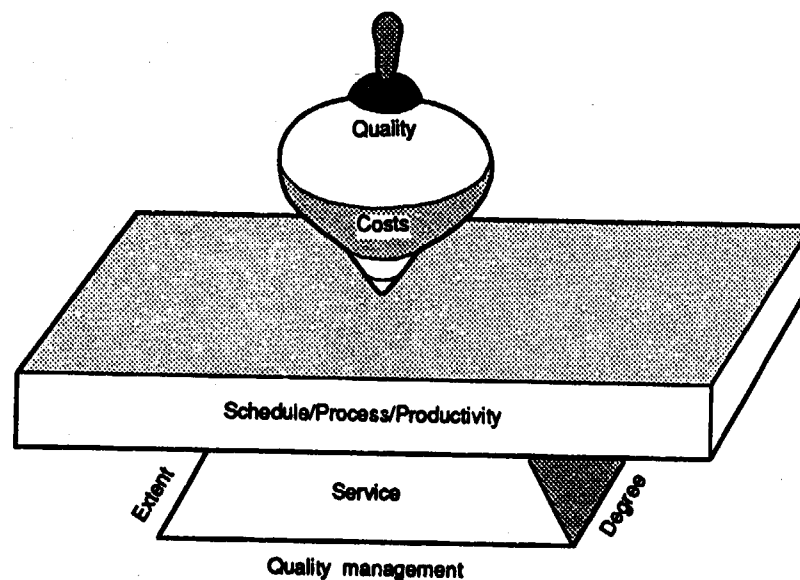 Quality
Costs
Schedule/Process/Productivity
Extent
Service
Degree
Quality management